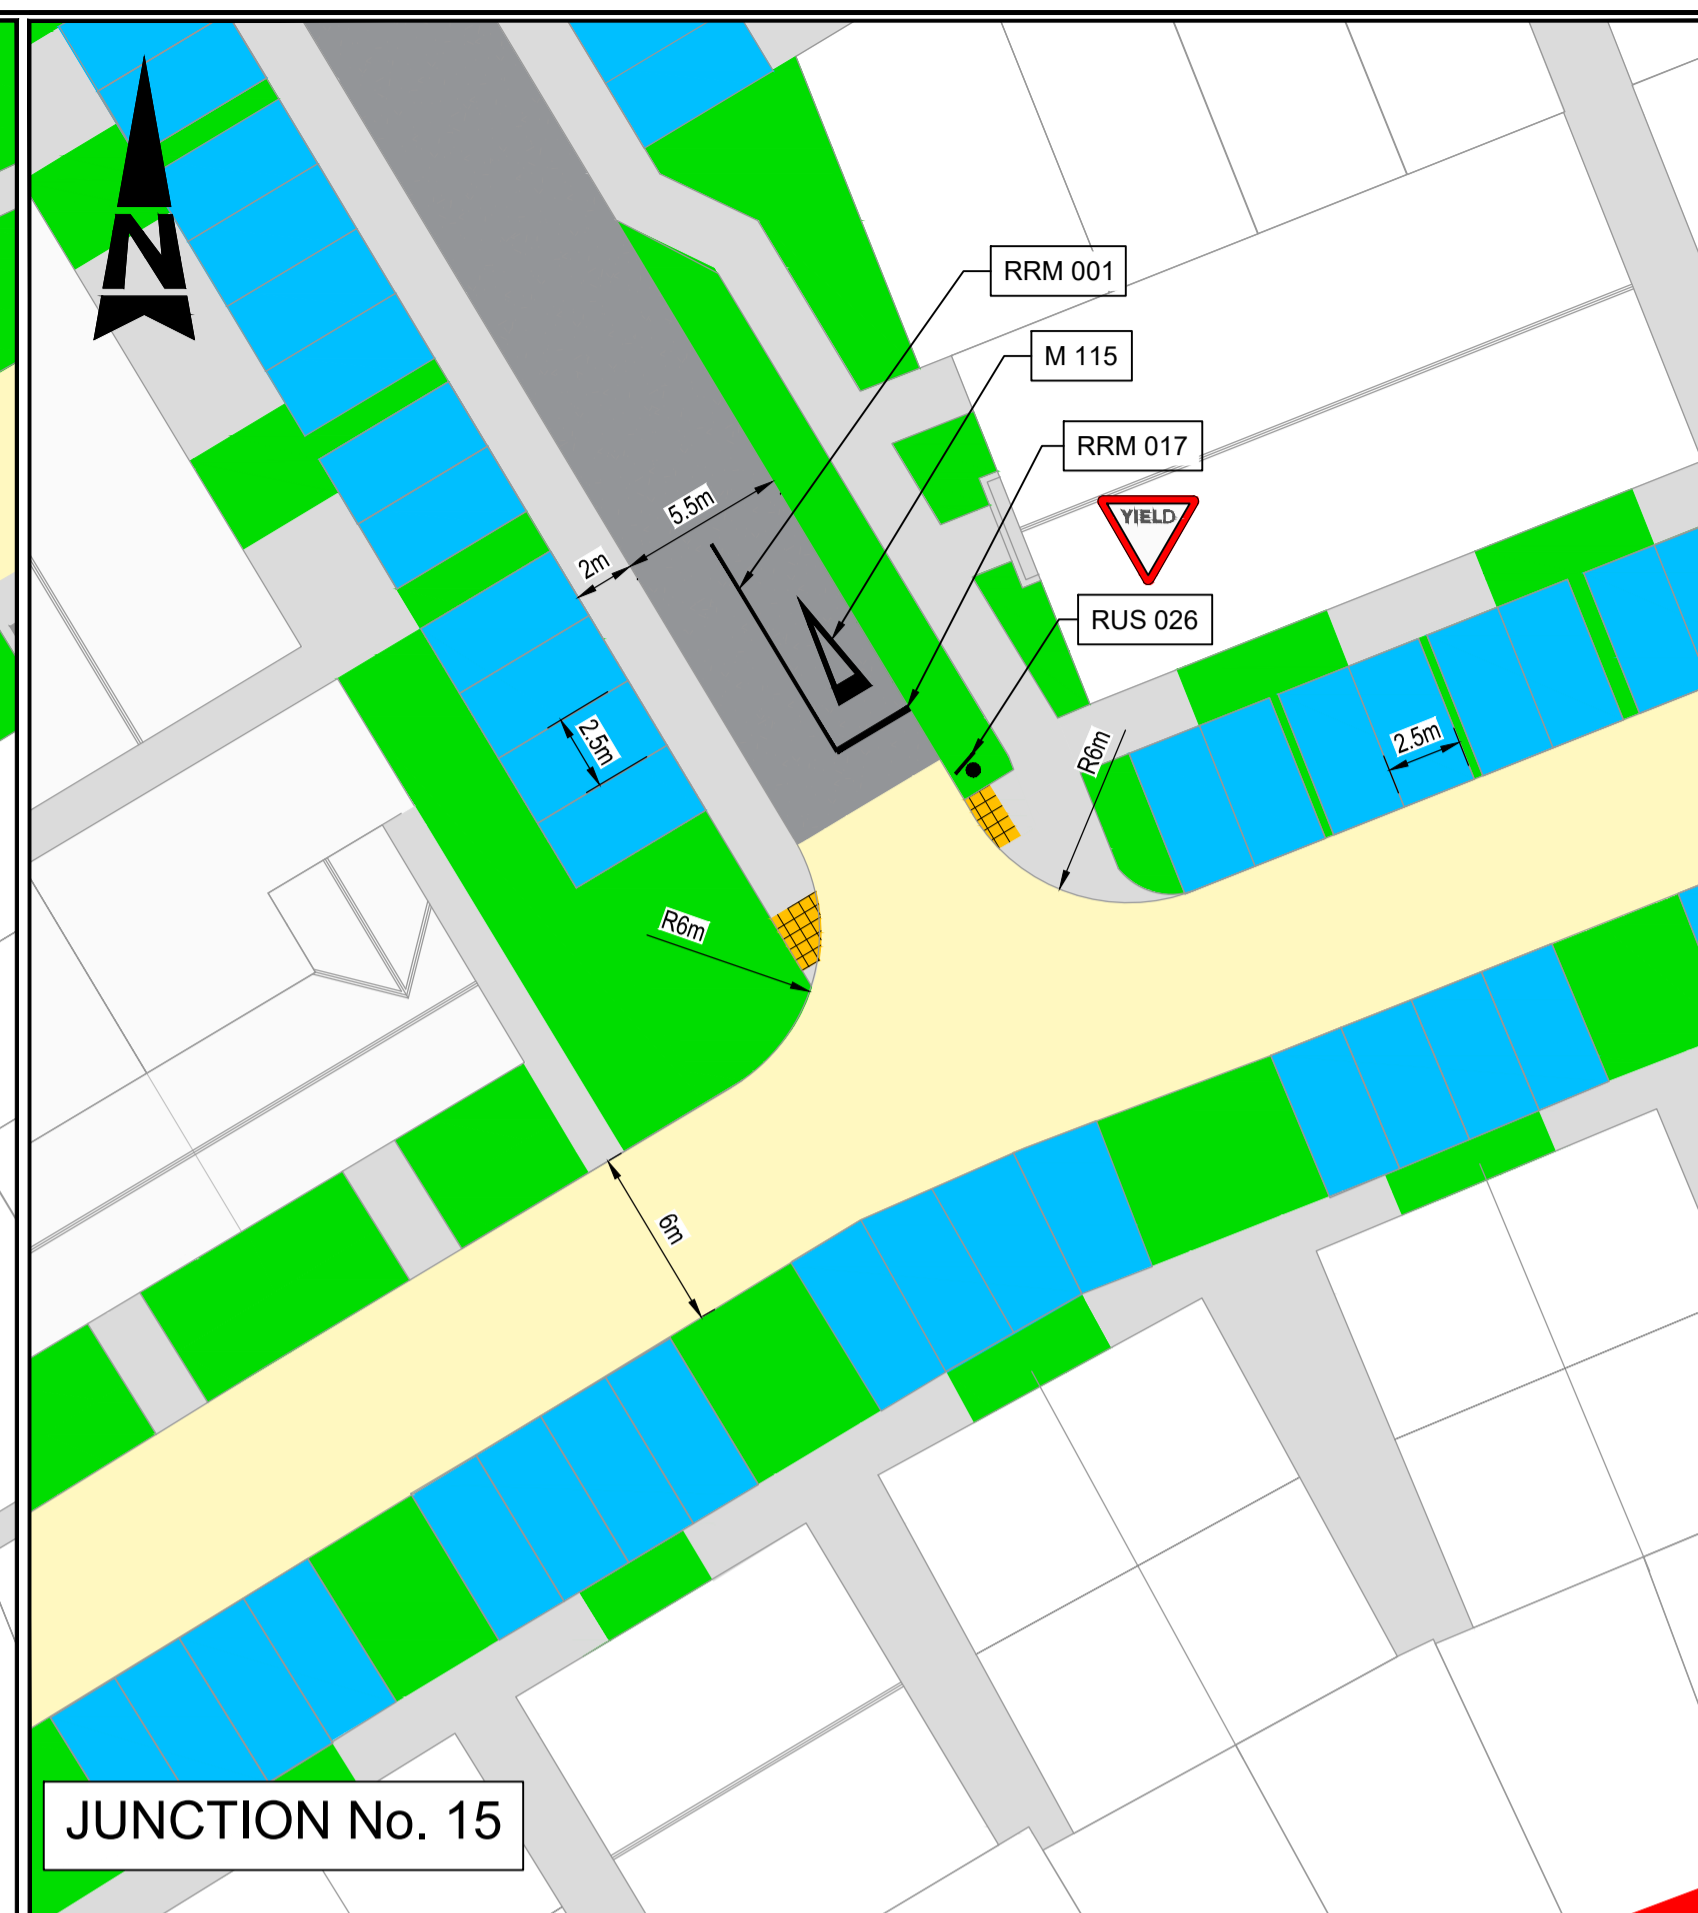 N
RRM 001
M 115
RRM 017
YIELD
RUS 026
5.5m
2m
2.5m
R6m
2.5m
R6m
6m
JUNCTION No. 15